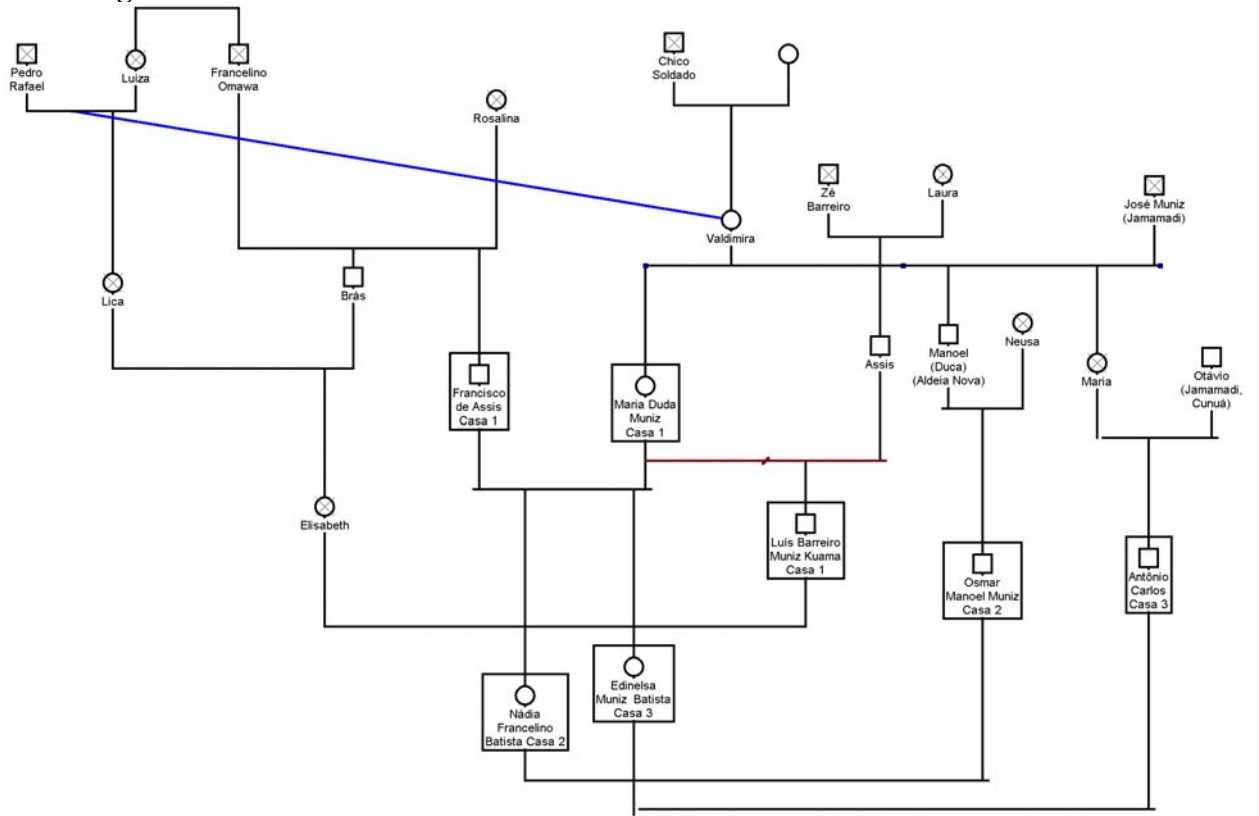 Pedro
Rafael
Luiza
Francelino
Omawa
Chico
Soldado
Rosalina
Zé
Barreiro
Laura
José Muniz
(Jamamadi)
Valdimira
Lica
Brás
Francisco
de Assis
Casa 1
Maria Duda
Muniz
Casa 1
Assis
Manoel
(Duca)
(Aldeia Nova)
Neusa
Maria
Otávio
(Jamamadi,
Cunuá)
Elisabeth
Luís Barreiro
Muniz Kuama
Casa 1
Osmar
Manoel Muniz
Casa 2
Antônio
Carlos
Casa 3
Edinelsa
Muniz Batista
Casa 3
Nádia
Francelino
Batista Casa 2